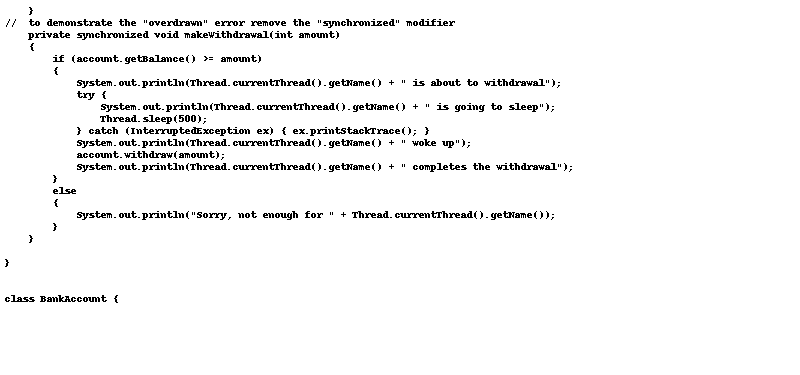 }
//  to demonstrate the "overdrawn" error remove the "synchronized" modifier
    private synchronized void makeWithdrawal(int amount)
    {
        if (account.getBalance() >= amount)
        {
            System.out.println(Thread.currentThread().getName() + " is about to withdrawal");
            try {
                System.out.println(Thread.currentThread().getName() + " is going to sleep");
                Thread.sleep(500);
            } catch (InterruptedException ex) { ex.printStackTrace(); }
            System.out.println(Thread.currentThread().getName() + " woke up");
            account.withdraw(amount);
            System.out.println(Thread.currentThread().getName() + " completes the withdrawal");
        }
        else
        {
            System.out.println("Sorry, not enough for " + Thread.currentThread().getName());
        }
    }

}

class BankAccount {